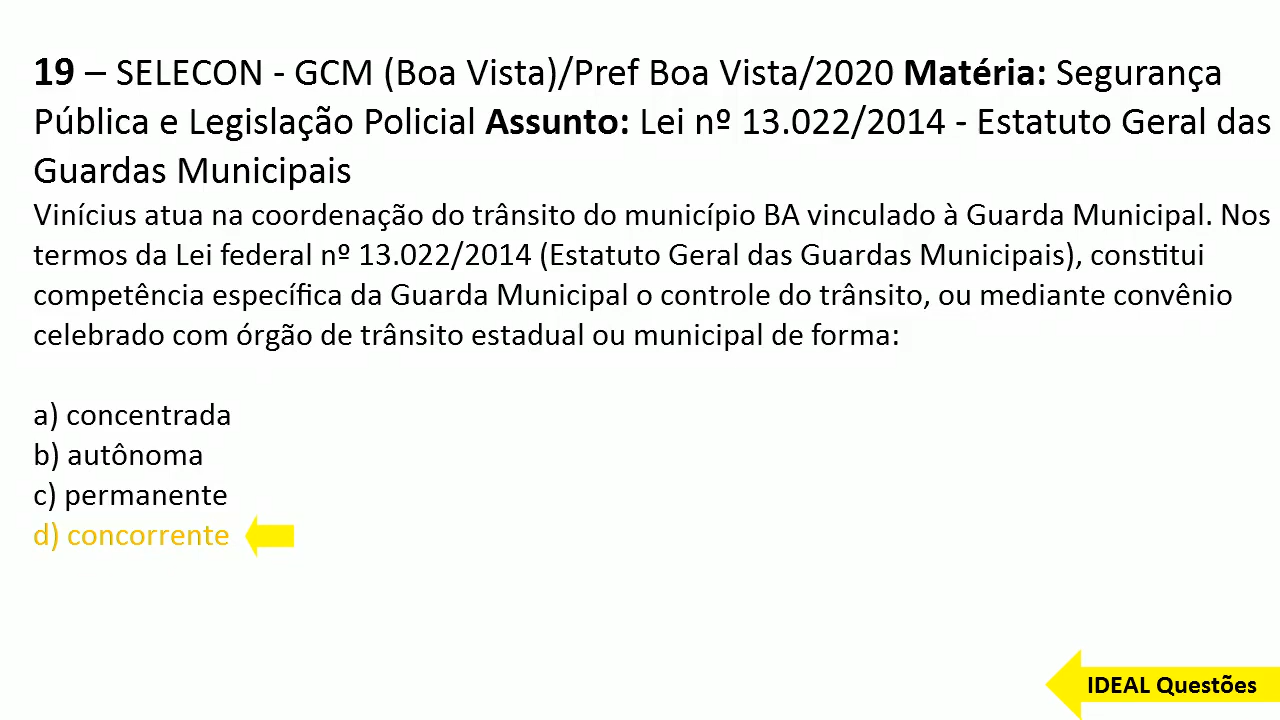 19 – SELECON - GCM (Boa Vista)/Pref Boa Vista/2020 Matéria: Segurança
Pública e Legislação Policial Assunto: Lei nº 13.022/2014 - Estatuto Geral das
Guardas Municipais
Vinícius atua na coordenação do trânsito do município BA vinculado à Guarda Municipal. Nos
termos da Lei federal nº 13.022/2014 (Estatuto Geral das Guardas Municipais), constitui
competência específica da Guarda Municipal o controle do trânsito, ou mediante convênio
celebrado com órgão de trânsito estadual ou municipal de forma:
a) concentrada
b) autônoma
c) permanente
d) concorrente
IDEAL Questões